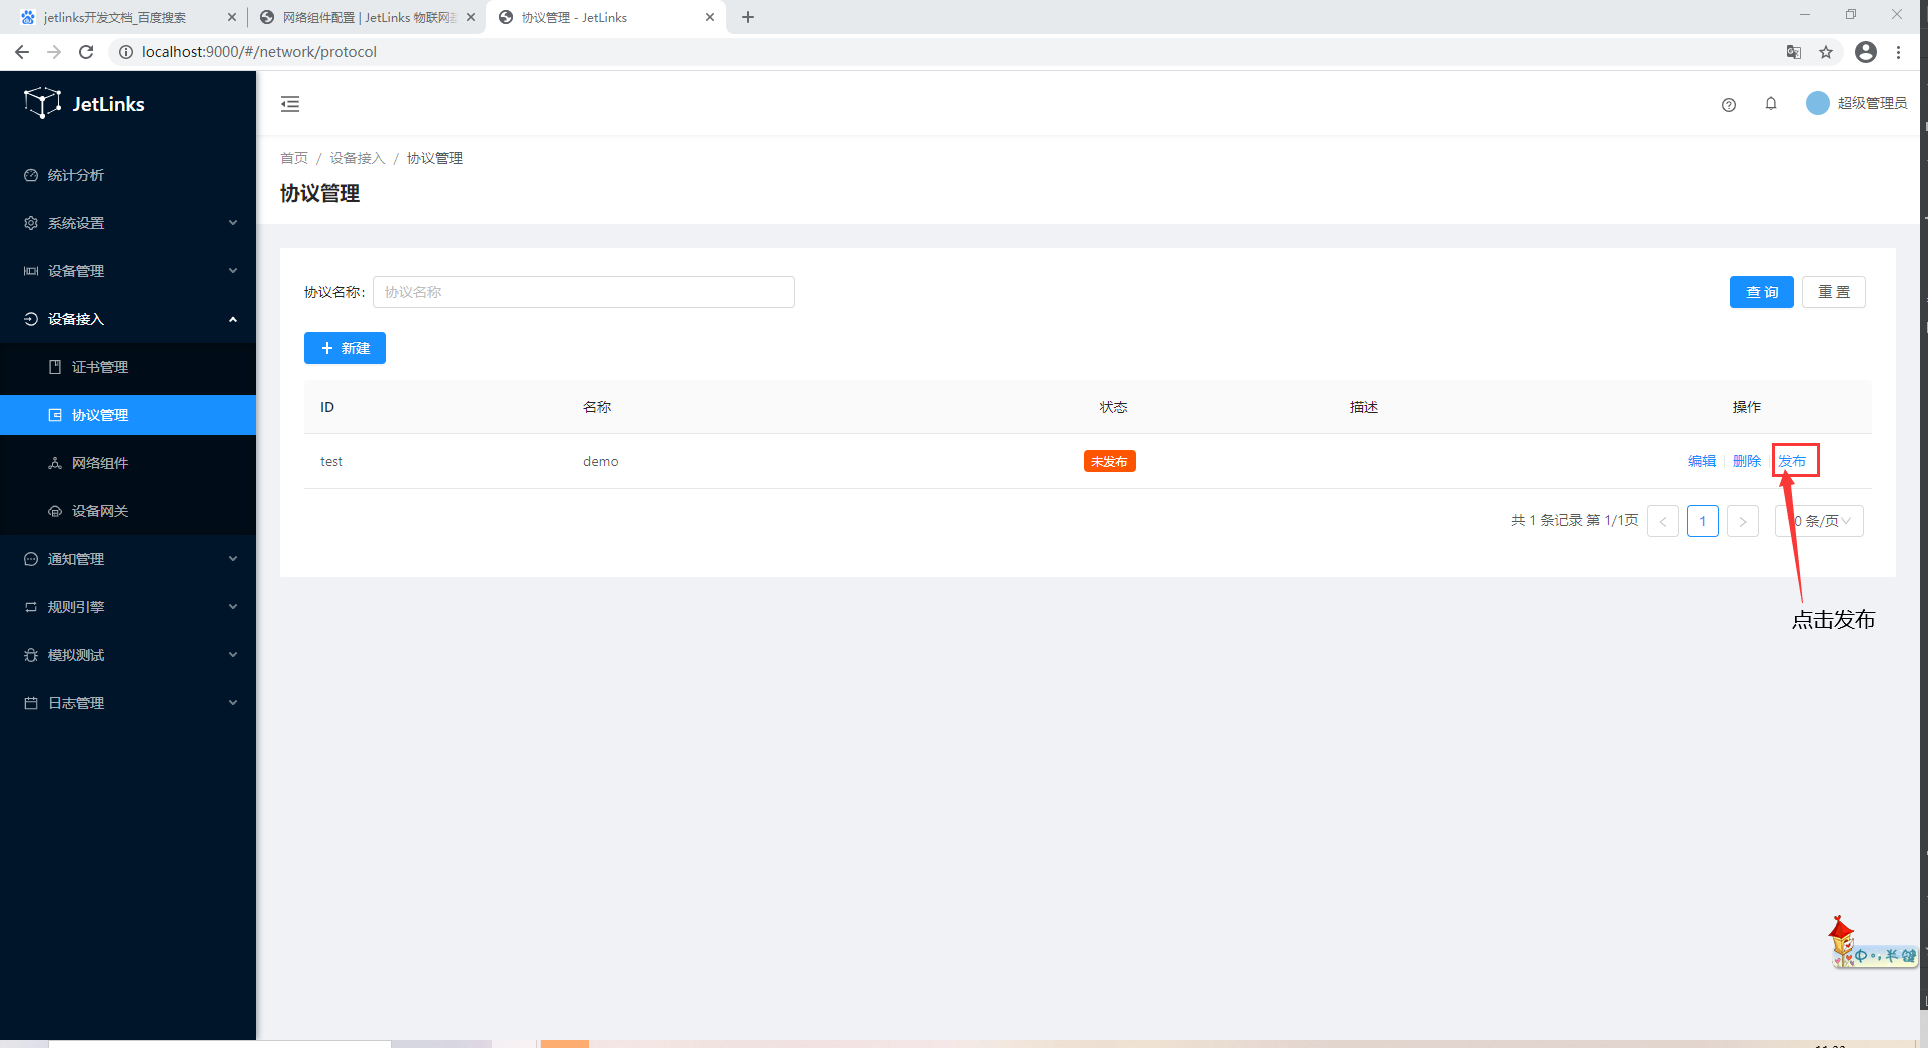 jetlinks开发文档_百度搜索
网络组件配置 | JetLinks 物联网
协议管理 - JetLinks
localhost:9000/#/network/protocol
JetLinks
超级管理员
首页 / 设备接入 / 协议管理
协议管理
统计分析
系统设置
设备管理
设备接入
证书管理
协议管理
网络组件
设备网关
通知管理
规则引擎
模拟测试
日志管理
协议名称:
协议名称
查 询
重 置
新建
ID
名称
状态
描述
操作
test
demo
未发布
编辑
删除
发布
共 1 条记录 第 1/1页
1
0 条/页
点击发布
中 半